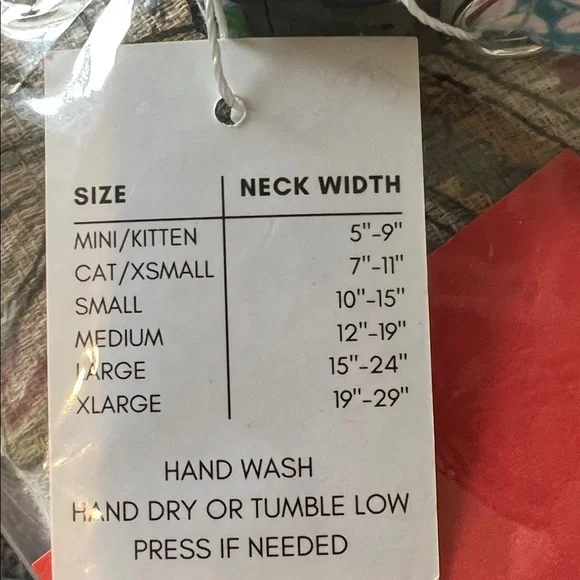 SIZE NECK WIDTH
MINI/KITTEN 5"-9"
CAT/XSMALL 7"-11"
SMALL 10"-15"
MEDIUM 12"-19"
LARGE 15"-24"
XLARGE 19"-29"
HAND WASH
HAND DRY OR TUMBLE LOW
PRESS IF NEEDED